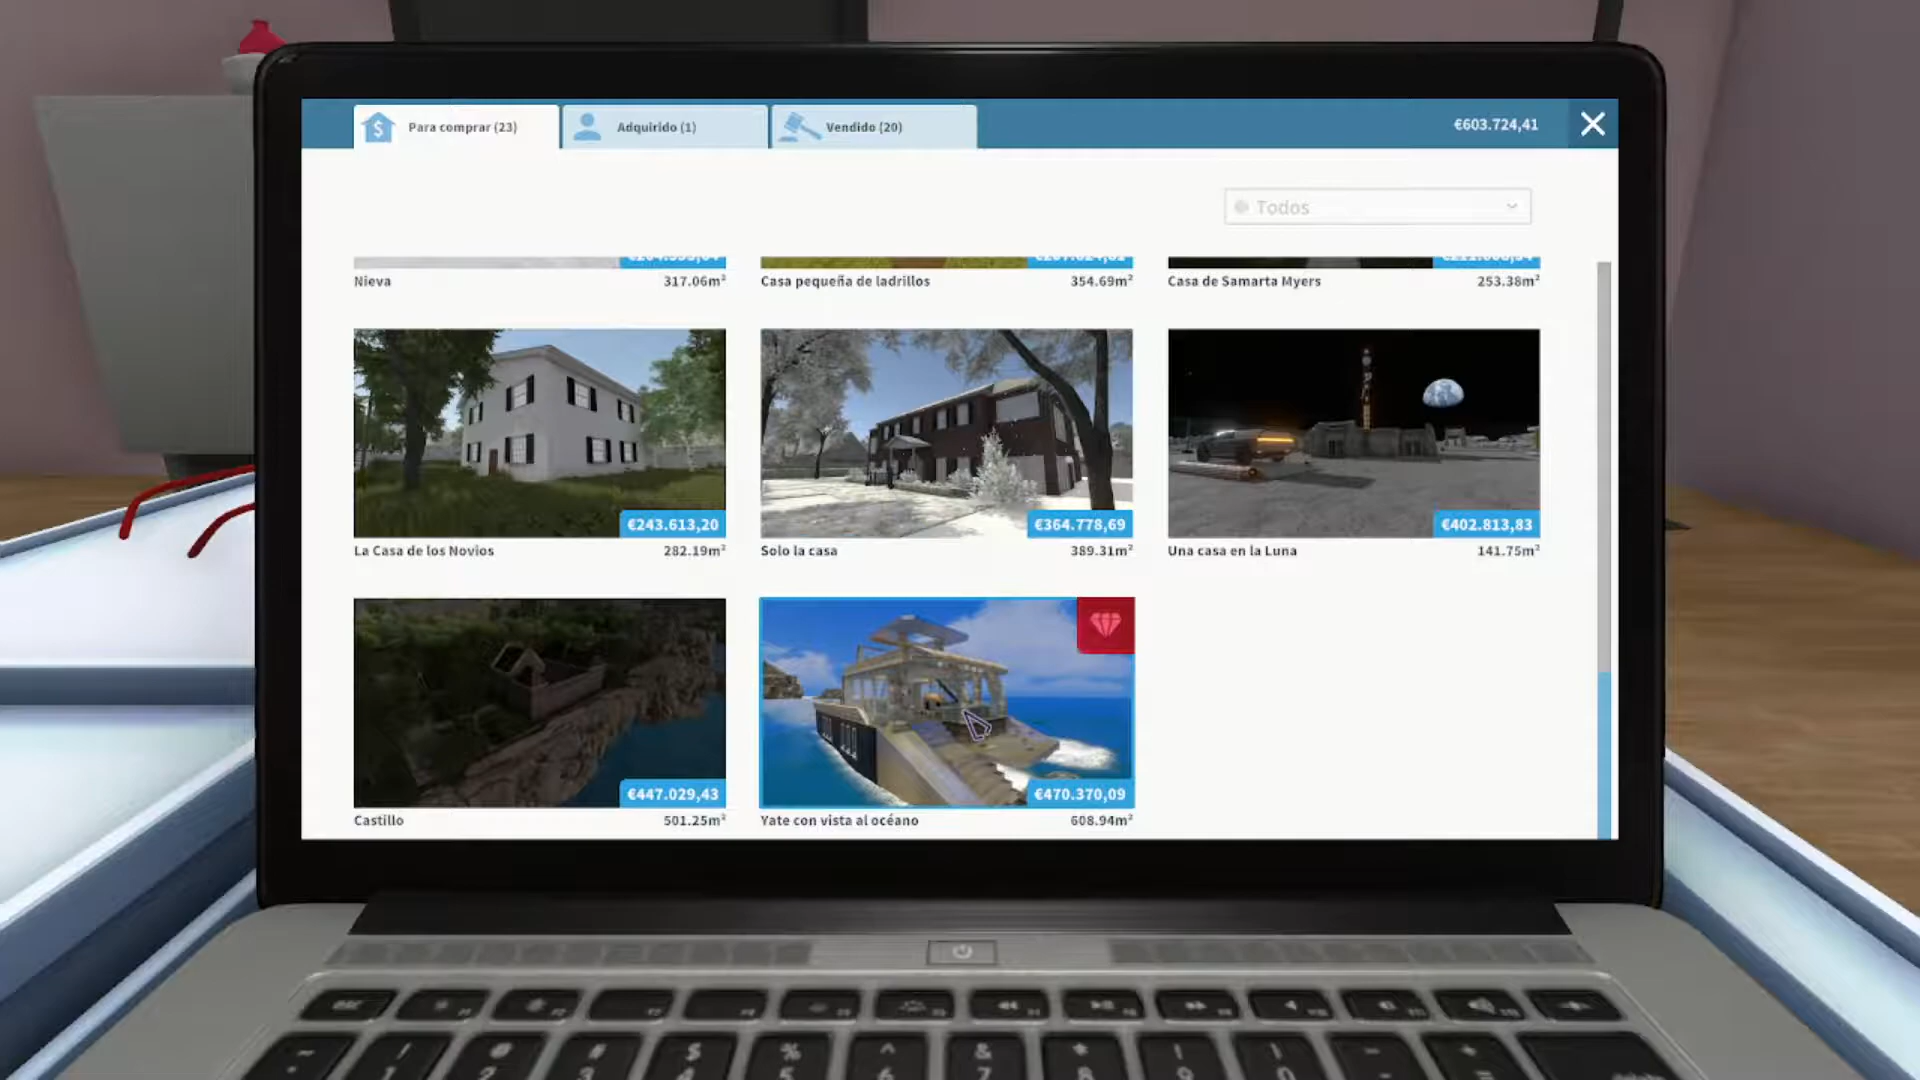 Para comprar (23)
Adquirido (1)
Vendido (20)
€603.724,41
Todos
Nieva
317.06m²
Casa pequeña de ladrillos
354.69m²
Casa de Samarta Myers
253.38m²
€243.613,20
€364.778,69
€402.813,83
La Casa de los Novios
282.19m²
Solo la casa
389.31m²
Una casa en la Luna
141.75m²
€447.029,43
€470.370,09
Castillo
501.25m²
Yate con vista al océano
608.94m²